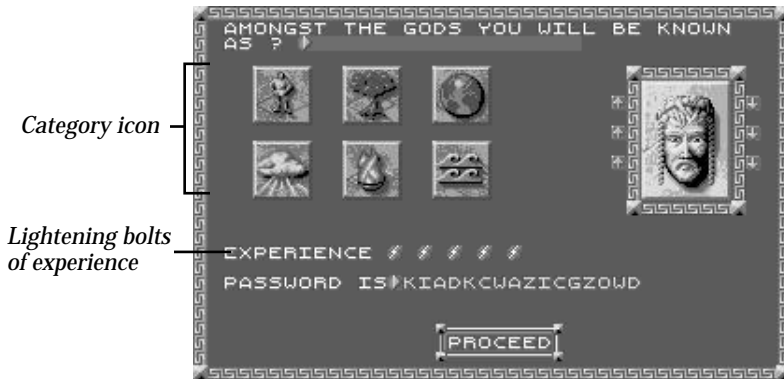 AMONGST THE GODS YOU WILL BE KNOWN
AS ?
Category icon
Lightening bolts
of experience
EXPERIENCE
PASSWORD IS KIADKCWAZICGZOWD
PROCEED